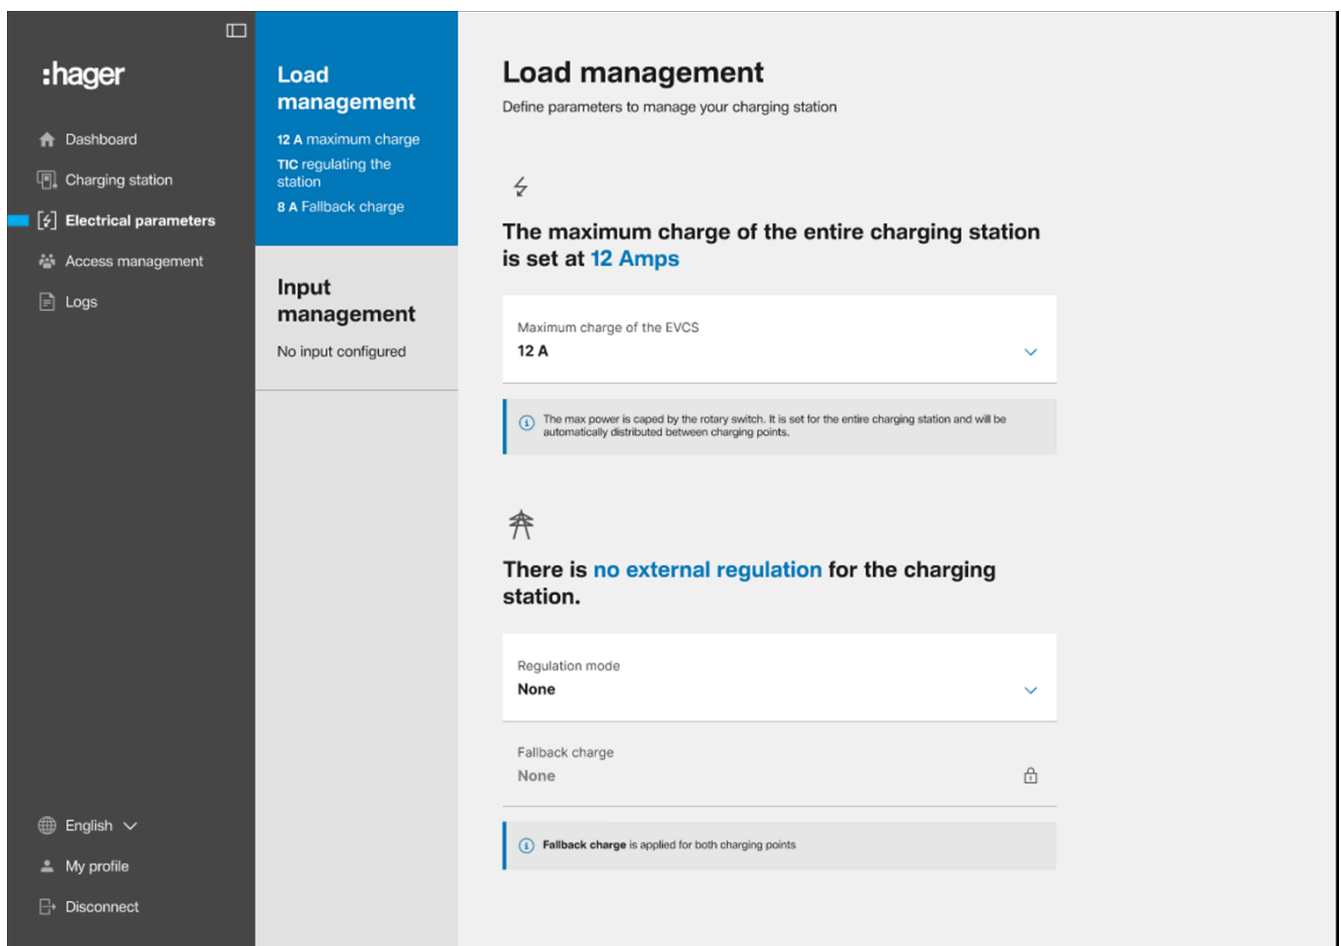 :hager
Dashboard
Charging station
Electrical parameters
Access management
Logs
English
My profile
Disconnect
Load
management
12 A maximum charge
TIC regulating the
station
8 A Fallback charge
Input
management
No input configured
Load management
Define parameters to manage your charging station
The maximum charge of the entire charging station
is set at 12 Amps
Maximum charge of the EVCS
12 A
The max power is caped by the rotary switch. It is set for the entire charging station and will be
automatically distributed between charging points.
There is no external regulation for the charging
station.
Regulation mode
None
Fallback charge
None
Fallback charge is applied for both charging points